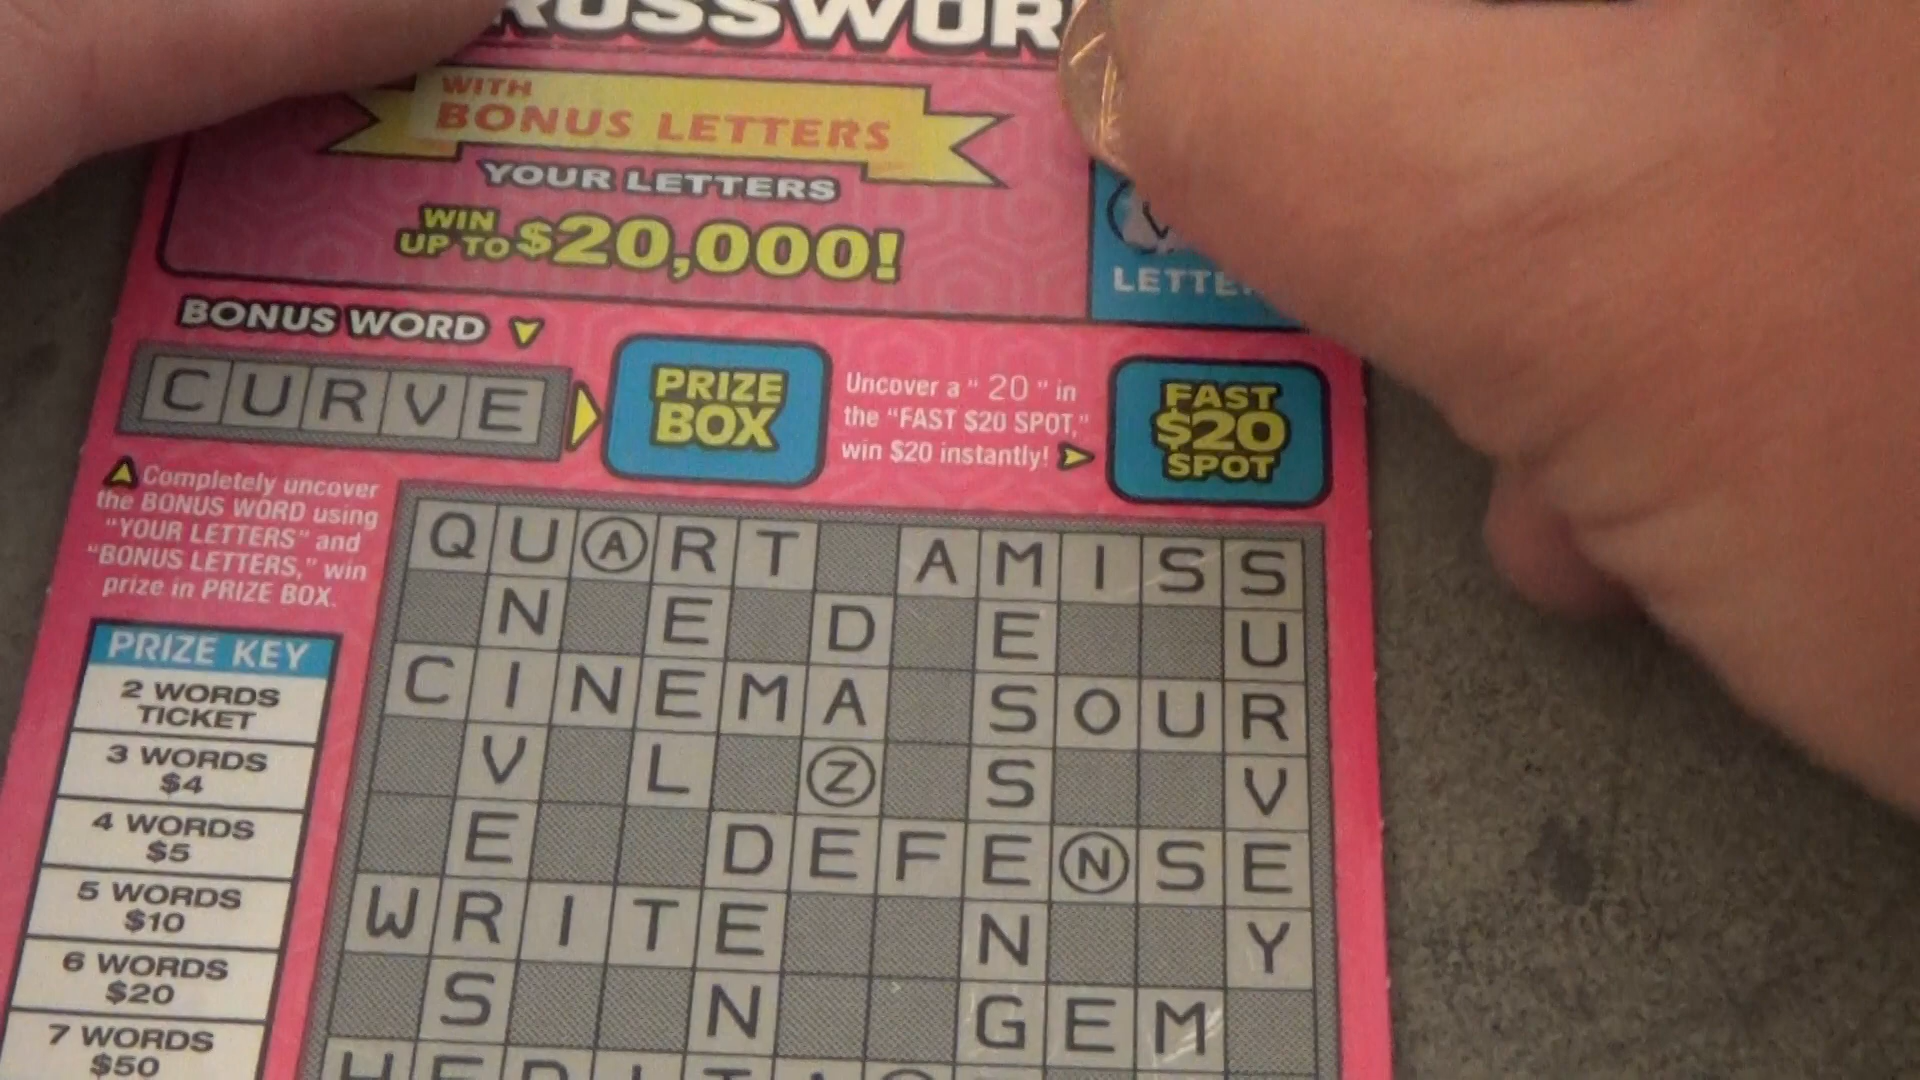 WITH
BONUS LETTERS
YOUR LETTERS
WIN
UP TO $20,000!
BONUS WORD
CURVE
PRIZE
BOX
Uncover a " 20 " in
the "FAST $20 SPOT,"
win $20 instantly!
FAST
$20
SPOT
Completely uncover
the BONUS WORD using
"YOUR LETTERS" and
"BONUS LETTERS," win
prize in PRIZE BOX.
PRIZE KEY
2 WORDS
TICKET
3 WORDS
$4
4 WORDS
$5
5 WORDS
$10
6 WORDS
$20
7 WORDS
$50
QUART AMISS
N E D E U
CINEMA SOUR
V L Z S V
E DEFENSE
WRITE N Y
S N GEM